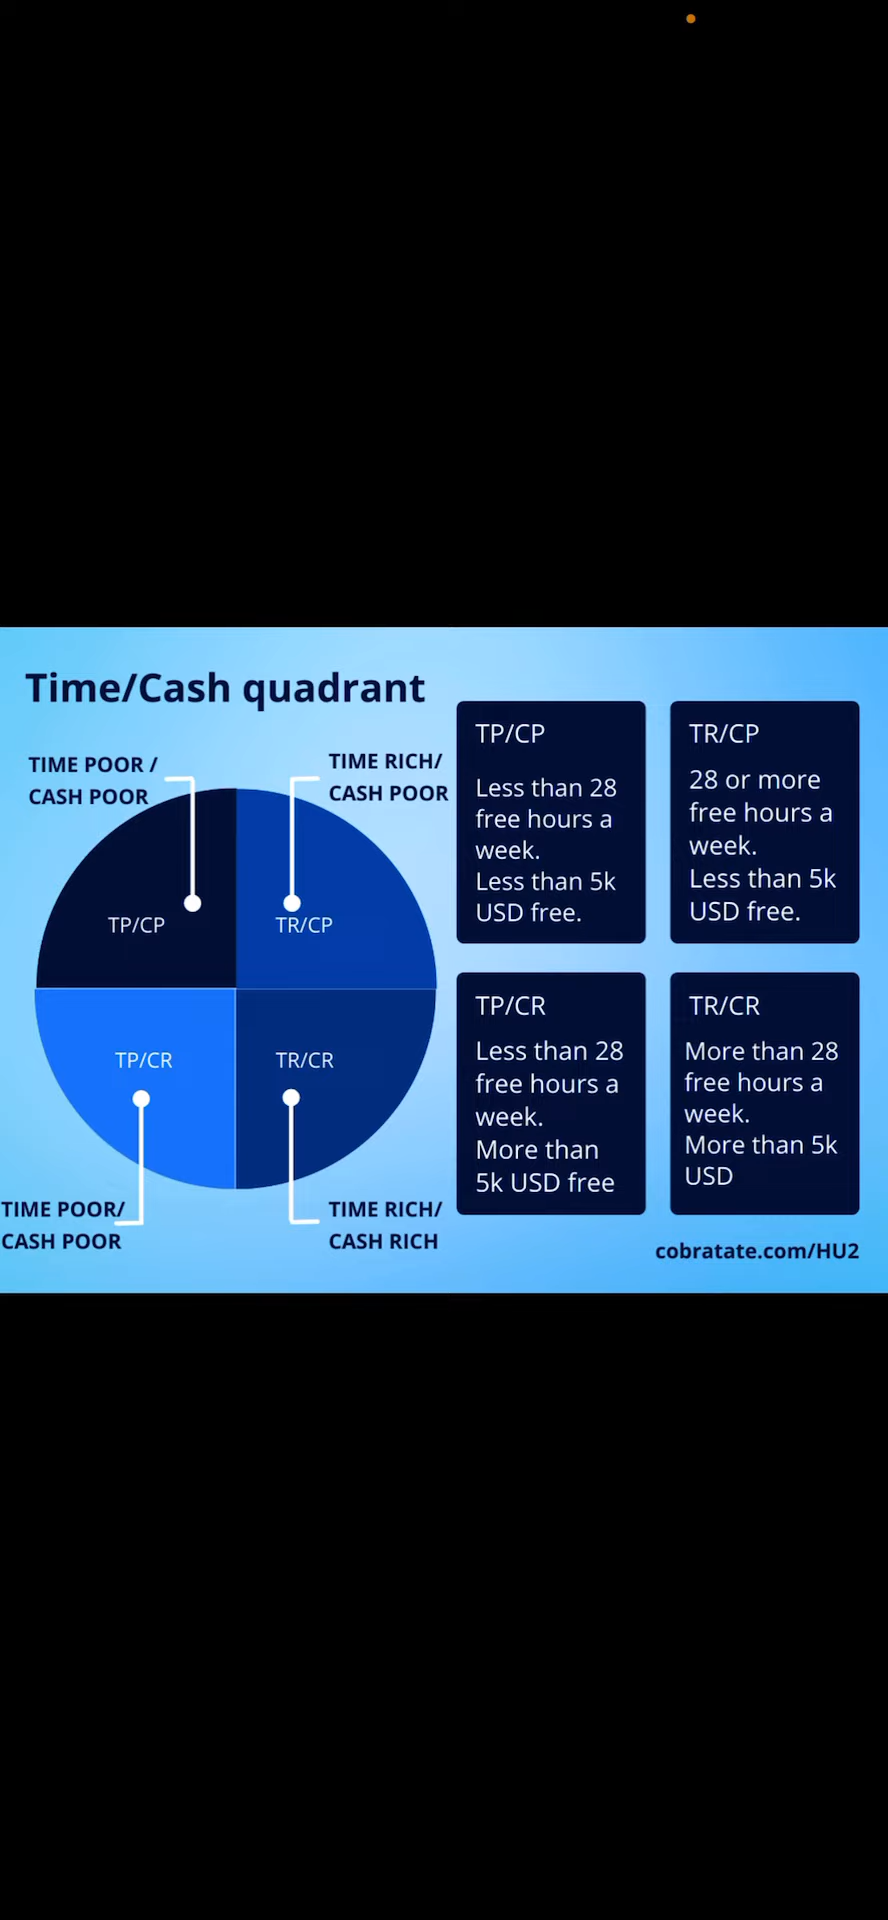 Time/Cash quadrant
TIME POOR /
CASH POOR
TIME RICH/
CASH POOR
TP/CP
TR/CP
TP/CR
TR/CR
TIME POOR/
CASH POOR
TIME RICH/
CASH RICH
TP/CP
Less than 28
free hours a
week.
Less than 5k
USD free.
TR/CP
28 or more
free hours a
week.
Less than 5k
USD free.
TP/CR
Less than 28
free hours a
week.
More than
5k USD free
TR/CR
More than 28
free hours a
week.
More than 5k
USD
cobratate.com/HU2